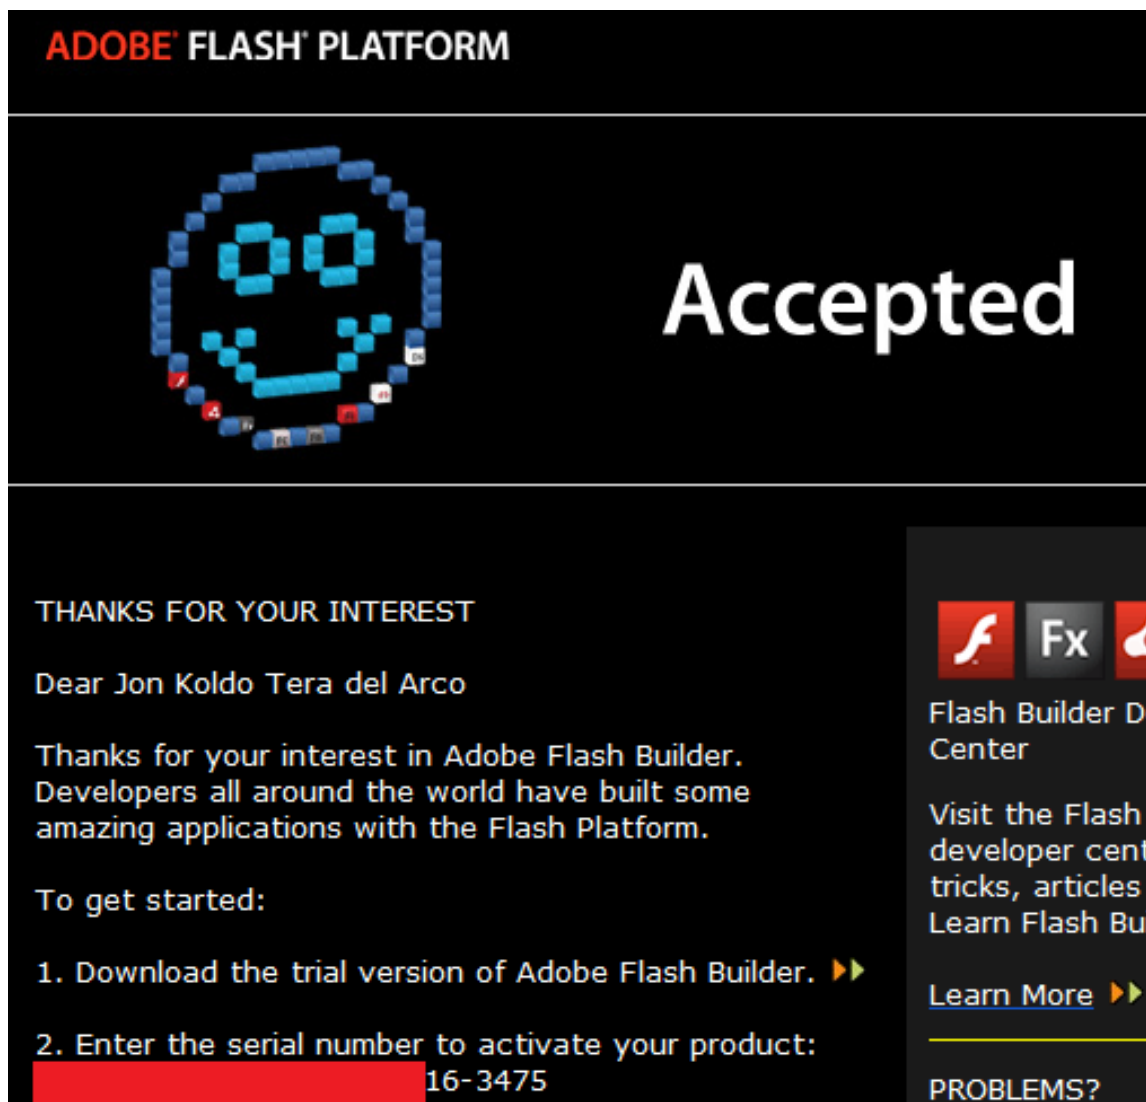 ADOBE® FLASH® PLATFORM
Accepted
THANKS FOR YOUR INTEREST
Dear Jon Koldo Tera del Arco
Thanks for your interest in Adobe Flash Builder.
Developers all around the world have built some
amazing applications with the Flash Platform.
To get started:
1. Download the trial version of Adobe Flash Builder.
2. Enter the serial number to activate your product:
16-3475
Fx
Flash Builder D
Center
Visit the Flash
developer cent
tricks, articles
Learn Flash Bu
Learn More
PROBLEMS?